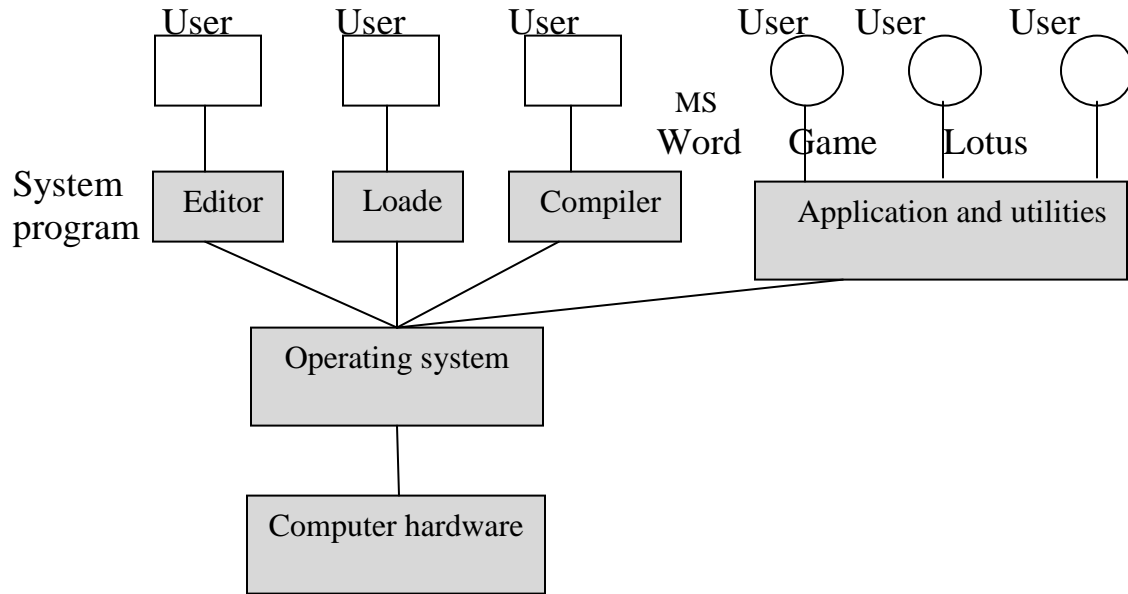 User User User User User User
MS
Word Game Lotus
System
program
Editor Loade Compiler Application and utilities
Operating system
Computer hardware